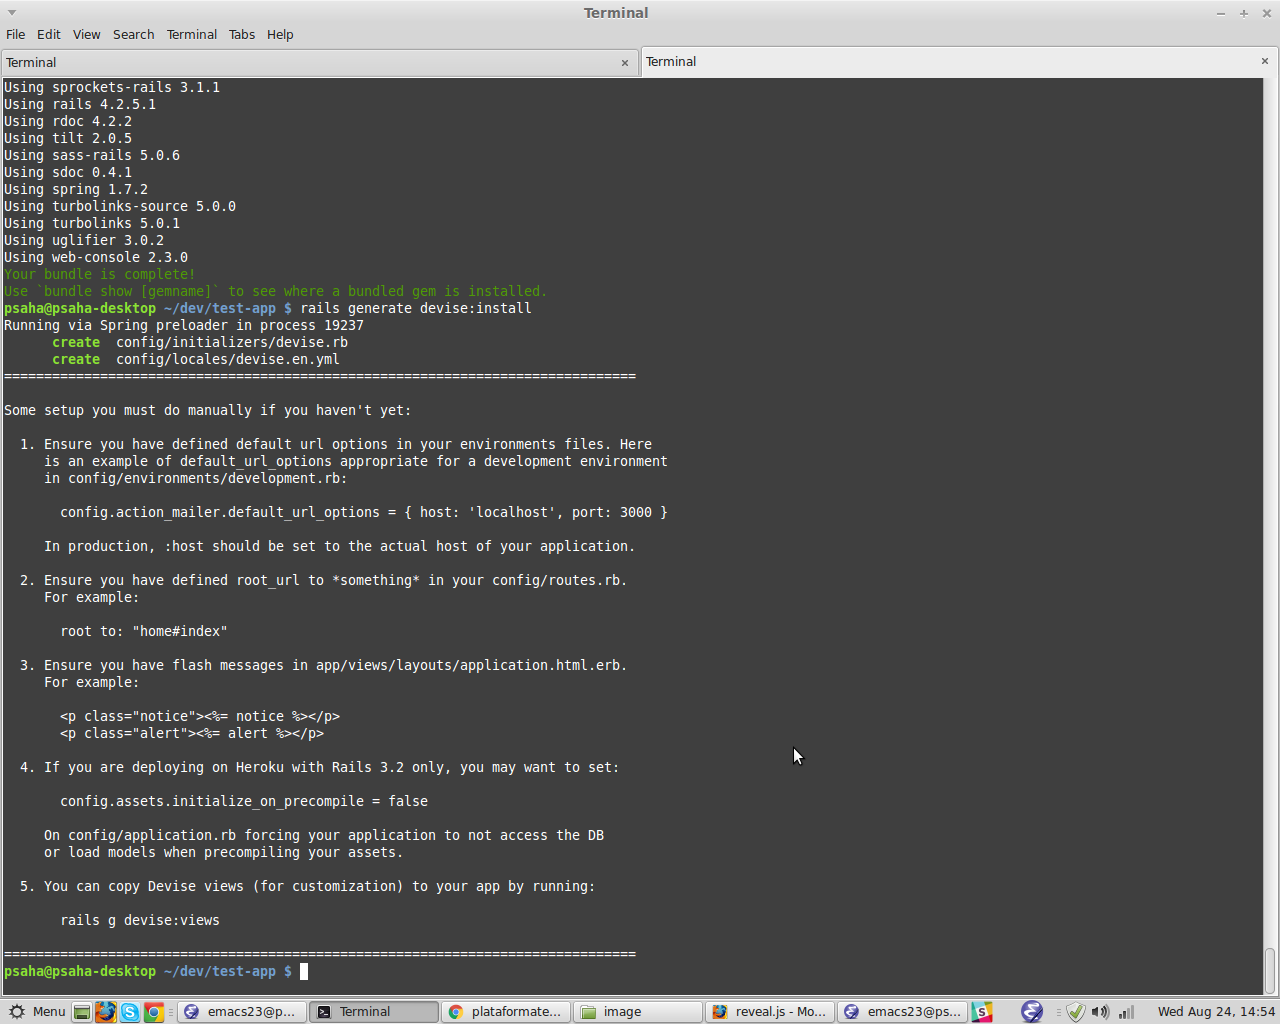 Terminal
File Edit View Search Terminal Tabs Help
Terminal
Terminal
Using sprockets-rails 3.1.1
Using rails 4.2.5.1
Using rdoc 4.2.2
Using tilt 2.0.5
Using sass-rails 5.0.6
Using sdoc 0.4.1
Using spring 1.7.2
Using turbolinks-source 5.0.0
Using turbolinks 5.0.1
Using uglifier 3.0.2
Using web-console 2.3.0
Your bundle is complete!
Use `bundle show [gemname]` to see where a bundled gem is installed.
psaha@psaha-desktop ~/dev/test-app $ rails generate devise:install
Running via Spring preloader in process 19237
      create  config/initializers/devise.rb
      create  config/locales/devise.en.yml
===============================================================================
Some setup you must do manually if you haven't yet:
  1. Ensure you have defined default url options in your environments files. Here
     is an example of default_url_options appropriate for a development environment
     in config/environments/development.rb:
       config.action_mailer.default_url_options = { host: 'localhost', port: 3000 }
     In production, :host should be set to the actual host of your application.
  2. Ensure you have defined root_url to *something* in your config/routes.rb.
     For example:
       root to: "home#index"
  3. Ensure you have flash messages in app/views/layouts/application.html.erb.
     For example:
       <p class="notice"><%= notice %></p>
       <p class="alert"><%= alert %></p>
  4. If you are deploying on Heroku with Rails 3.2 only, you may want to set:
       config.assets.initialize_on_precompile = false
     On config/application.rb forcing your application to not access the DB
     or load models when precompiling your assets.
  5. You can copy Devise views (for customization) to your app by running:
       rails g devise:views
===============================================================================
psaha@psaha-desktop ~/dev/test-app $
Menu emacs23@p... Terminal plataformate... image reveal.js - Mo... emacs23@ps... Wed Aug 24, 14:54